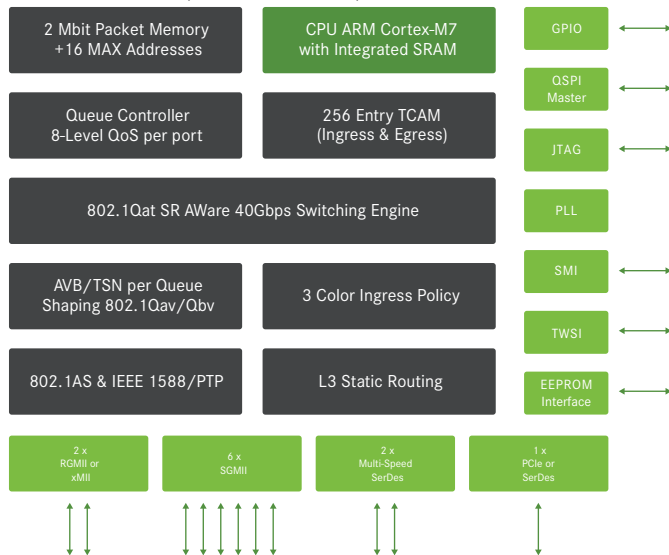 2 Mbit Packet Memory
+16 MAX Addresses
CPU ARM Cortex-M7
with Integrated SRAM
GPIO
QSPI
Master
Queue Controller
8-Level QoS per port
256 Entry TCAM
(Ingress & Egress)
JTAG
802.1Qat SR AWare 40Gbps Switching Engine
PLL
AVB/TSN per Queue
Shaping 802.1Qav/Qbv
3 Color Ingress Policy
SMI
TWSI
802.1AS & IEEE 1588/PTP
L3 Static Routing
EEPROM
Interface
2 x
RGMII or
xMII
6 x
SGMII
2 x
Multi-Speed
SerDes
1 x
PCIe or
SerDes